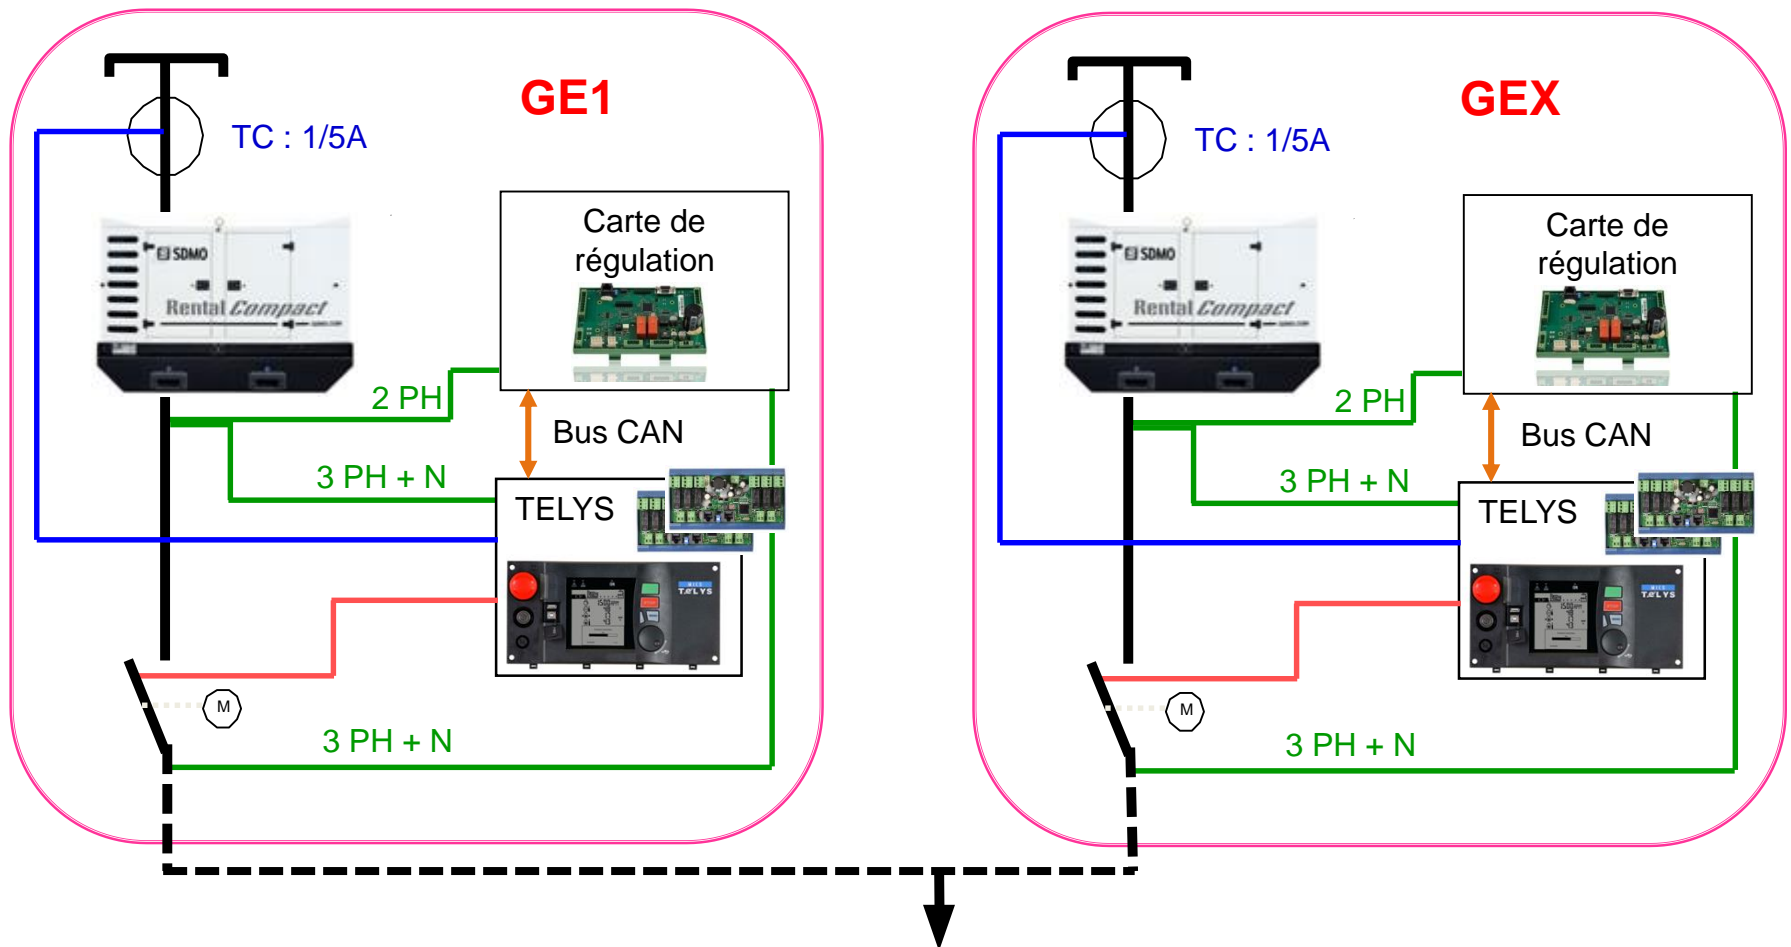 GE1
TC : 1/5A
Carte de
régulation
SDMO
Rental Compact
2 PH
Bus CAN
3 PH + N
TELYS
TELYS
M
3 PH + N
GEX
TC : 1/5A
Carte de
régulation
SDMO
Rental Compact
2 PH
Bus CAN
3 PH + N
TELYS
TELYS
M
3 PH + N